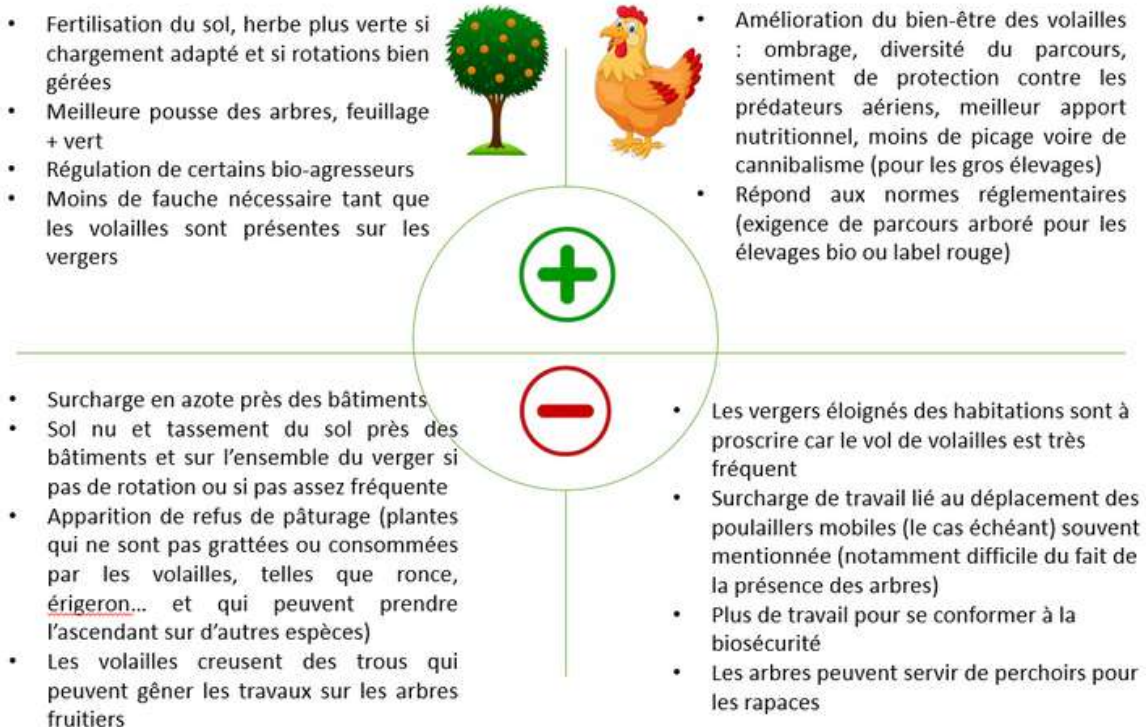 • Fertilisation du sol, herbe plus verte si
chargement adapté et si rotations bien
gérées
• Meilleure pousse des arbres, feuillage
+ vert
• Régulation de certains bio-agresseurs
• Moins de fauche nécessaire tant que
les volailles sont présentes sur les
vergers
• Amélioration du bien-être des volailles
: ombrage, diversité du parcours,
sentiment de protection contre les
prédateurs aériens, meilleur apport
nutritionnel, moins de picage voire de
cannibalisme (pour les gros élevages)
• Répond aux normes réglementaires
(exigence de parcours arboré pour les
élevages bio ou label rouge)
• Surcharge en azote près des bâtiments
• Sol nu et tassement du sol près des
bâtiments et sur l'ensemble du verger si
pas de rotation ou si pas assez fréquente
• Apparition de refus de pâturage (plantes
qui ne sont pas grattées ou consommées
par les volailles, telles que ronce,
érigeron... et qui peuvent prendre
l'ascendant sur d'autres espèces)
• Les volailles creusent des trous qui
peuvent gêner les travaux sur les arbres
fruitiers
• Les vergers éloignés des habitations sont à
proscrire car le vol de volailles est très
fréquent
• Surcharge de travail lié au déplacement des
poulaillers mobiles (le cas échéant) souvent
mentionnée (notamment difficile du fait de
la présence des arbres)
• Plus de travail pour se conformer à la
biosécurité
• Les arbres peuvent servir de perchoirs pour
les rapaces